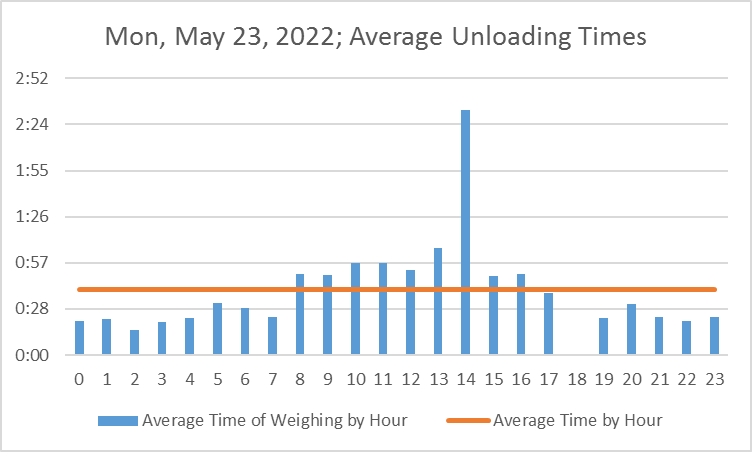 Mon, May 23, 2022; Average Unloading Times
2:52
2:24
1:55
1:26
0:57
0:28
0:00
0 1 2 3 4 5 6 7 8 9 10 11 12 13 14 15 16 17 18 19 20 21 22 23
Average Time of Weighing by Hour Average Time by Hour